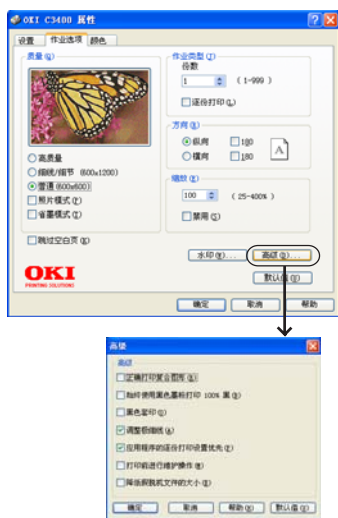 OKI C3400 属性
设置 作业选项 颜色
质量(Q)
高质量
细线/细节 (600x1200)
普通 (600x600)
照片模式(P)
省墨模式(T)
跳过空白页(K)
OKI
PRINTING SOLUTIONS
作业类型(J)
份数
1 (1-999)
逐份打印(L)
方向(R)
纵向 180
横向 180
A
缩放(E)
100 (25-400%)
禁用(S)
水印(W)... 高级(D)...
默认值(U)
确定 取消 帮助
高级
高级
正确打印复合图形(R)
始终使用黑色墨粉打印 100% 黑(B)
黑色套印(O)
调整极细线(A)
应用程序的逐份打印设置优先(P)
打印前进行维护操作(M)
降低假脱机文件的大小(Z)
确定 取消 帮助(H) 默认值(U)